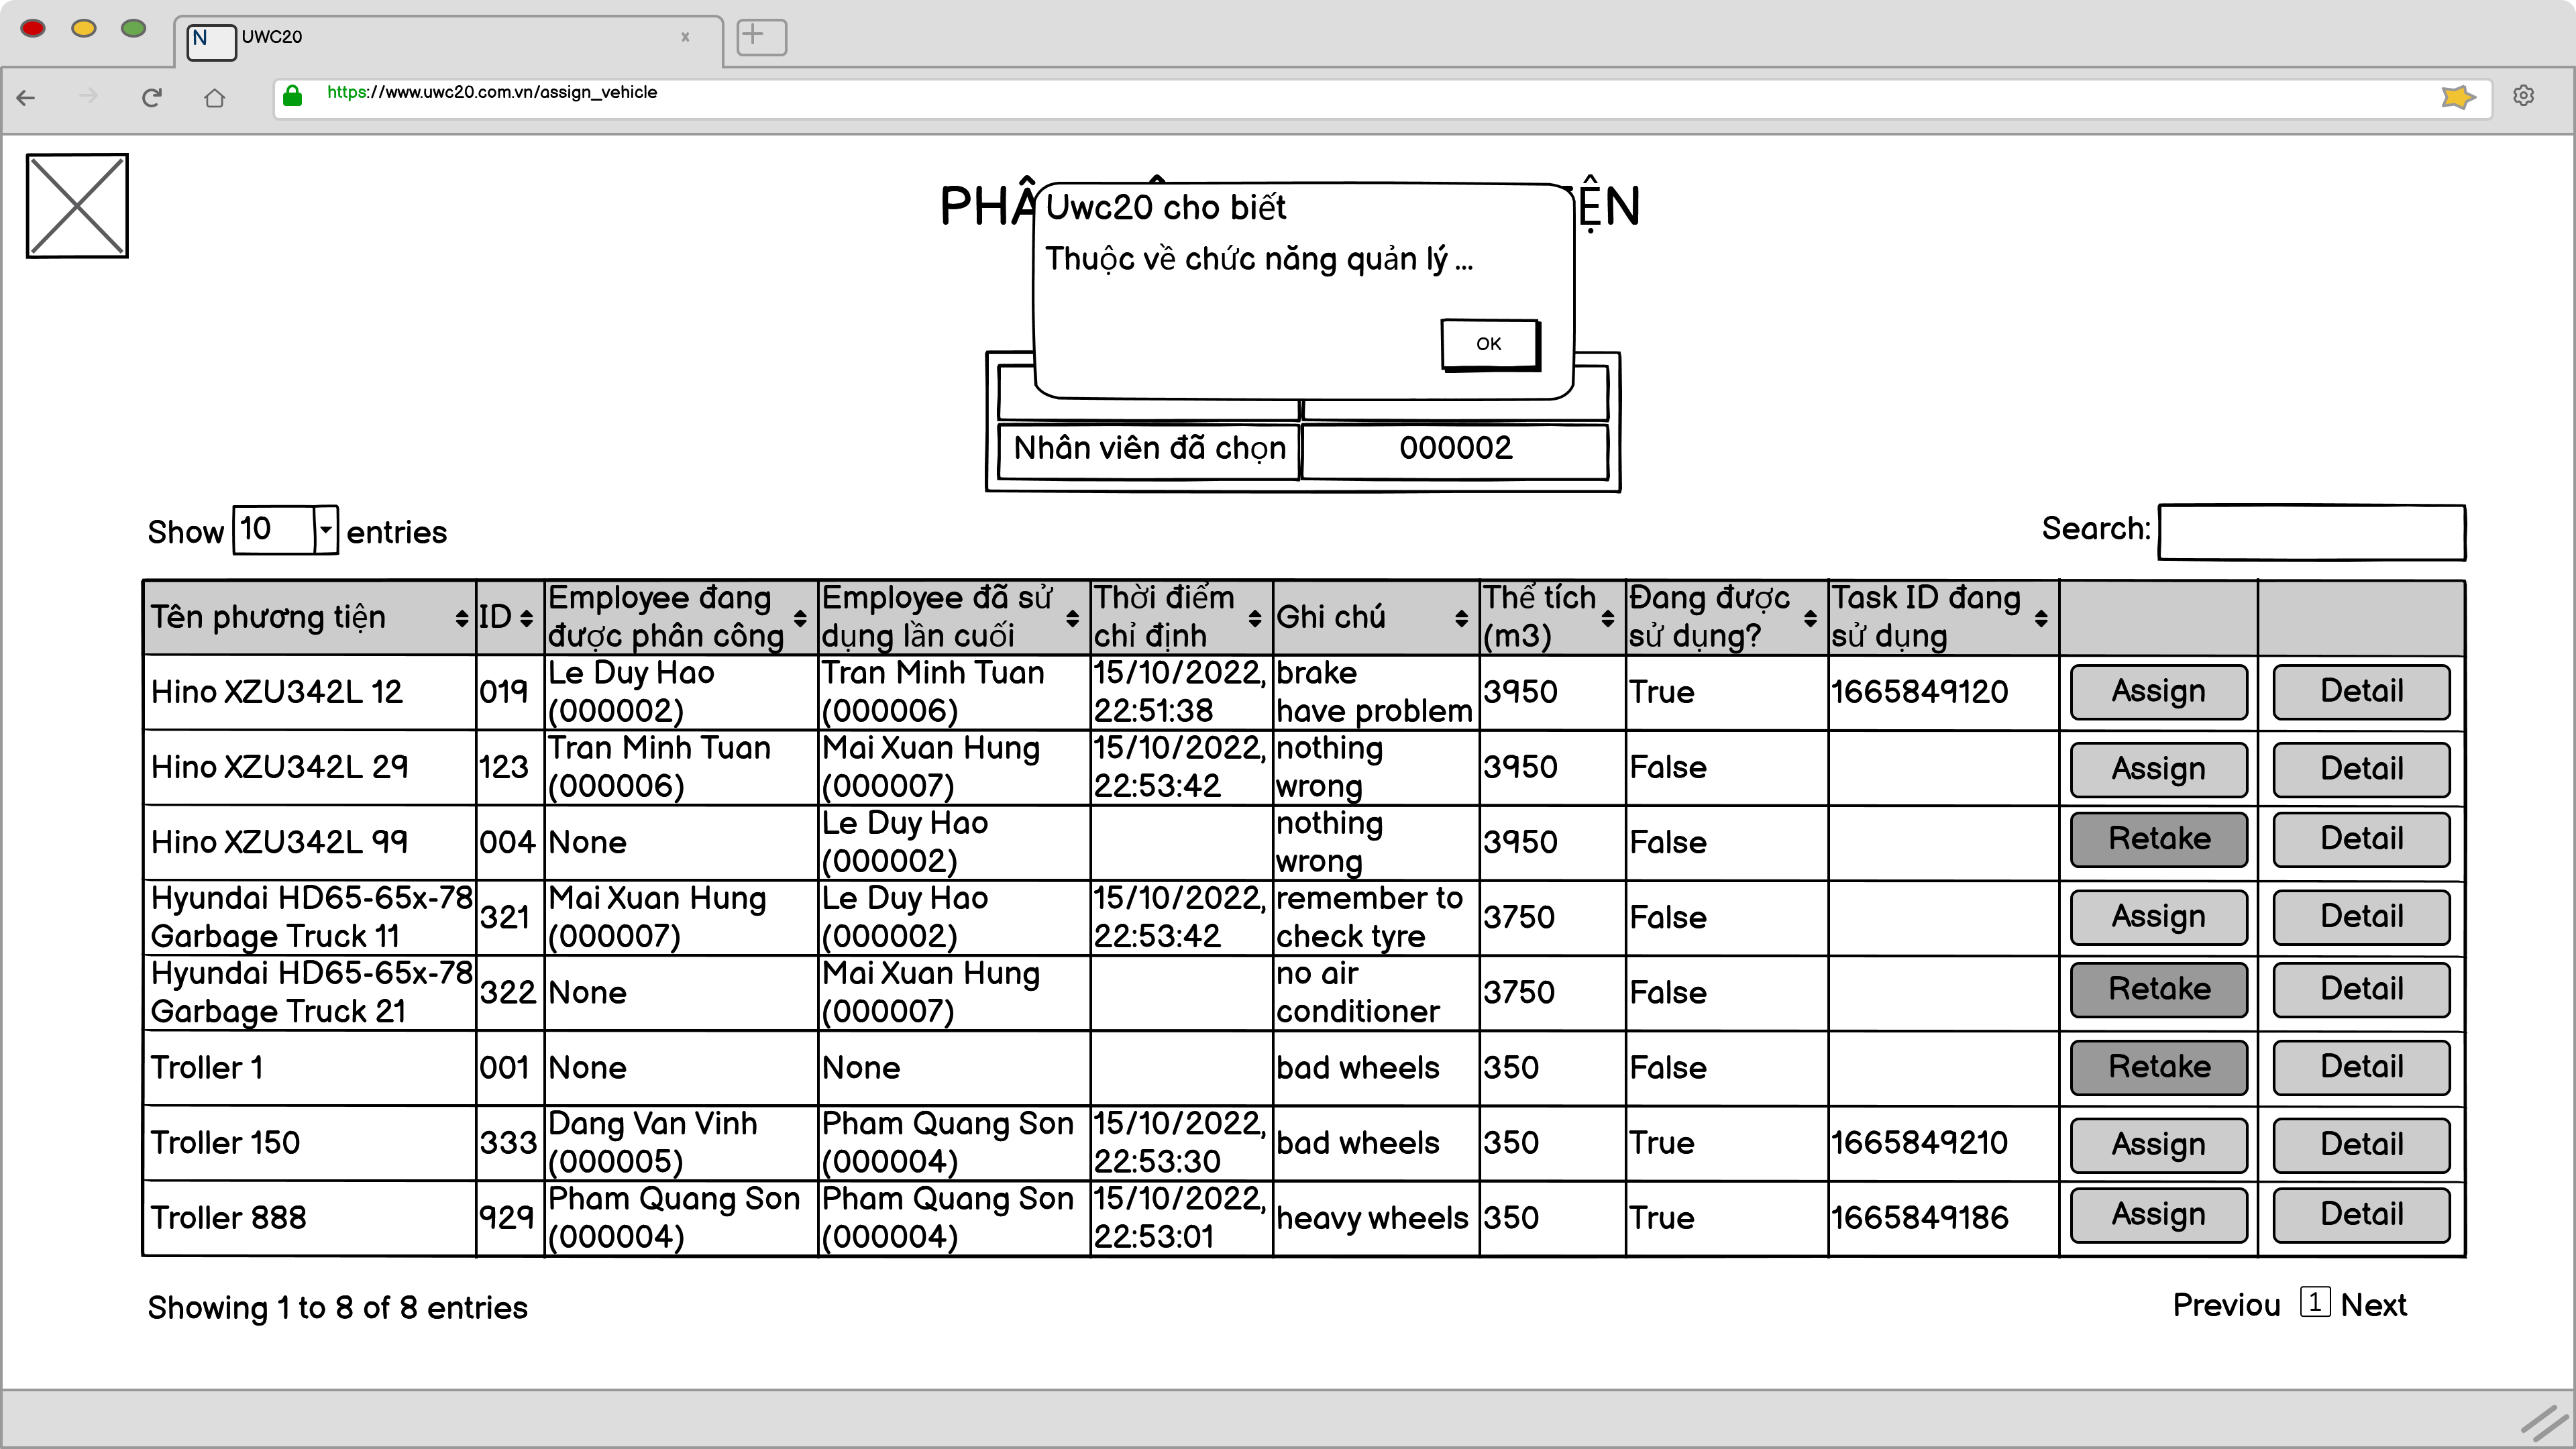 N UWC20 x
https://www.uwc20.com.vn/assign_vehicle
Uwc20 cho biết
Thuộc về chức năng quản lý ...
OK
Nhân viên đã chọn 000002
Show 10 entries
Search:
Tên phương tiện ID Employee đang được phân công Employee đã sử dụng lần cuối Thời điểm chỉ định Ghi chú Thể tích (m3) Đang được sử dụng? Task ID đang sử dụng
Hino XZU342L 12 019 Le Duy Hao (000002) Tran Minh Tuan (000006) 15/10/2022, 22:51:38 brake have problem 3950 True 1665849120 Assign Detail
Hino XZU342L 29 123 Tran Minh Tuan (000006) Mai Xuan Hung (000007) 15/10/2022, 22:53:42 nothing wrong 3950 False Assign Detail
Hino XZU342L 99 004 None Le Duy Hao (000002) nothing wrong 3950 False Retake Detail
Hyundai HD65-65x-78 Garbage Truck 11 321 Mai Xuan Hung (000007) Le Duy Hao (000002) 15/10/2022, 22:53:42 remember to check tyre 3750 False Assign Detail
Hyundai HD65-65x-78 Garbage Truck 21 322 None Mai Xuan Hung (000007) no air conditioner 3750 False Retake Detail
Troller 1 001 None None bad wheels 350 False Retake Detail
Troller 150 333 Dang Van Vinh (000005) Pham Quang Son (000004) 15/10/2022, 22:53:30 bad wheels 350 True 1665849210 Assign Detail
Troller 888 929 Pham Quang Son (000004) Pham Quang Son (000004) 15/10/2022, 22:53:01 heavy wheels 350 True 1665849186 Assign Detail
Showing 1 to 8 of 8 entries
Previou 1 Next